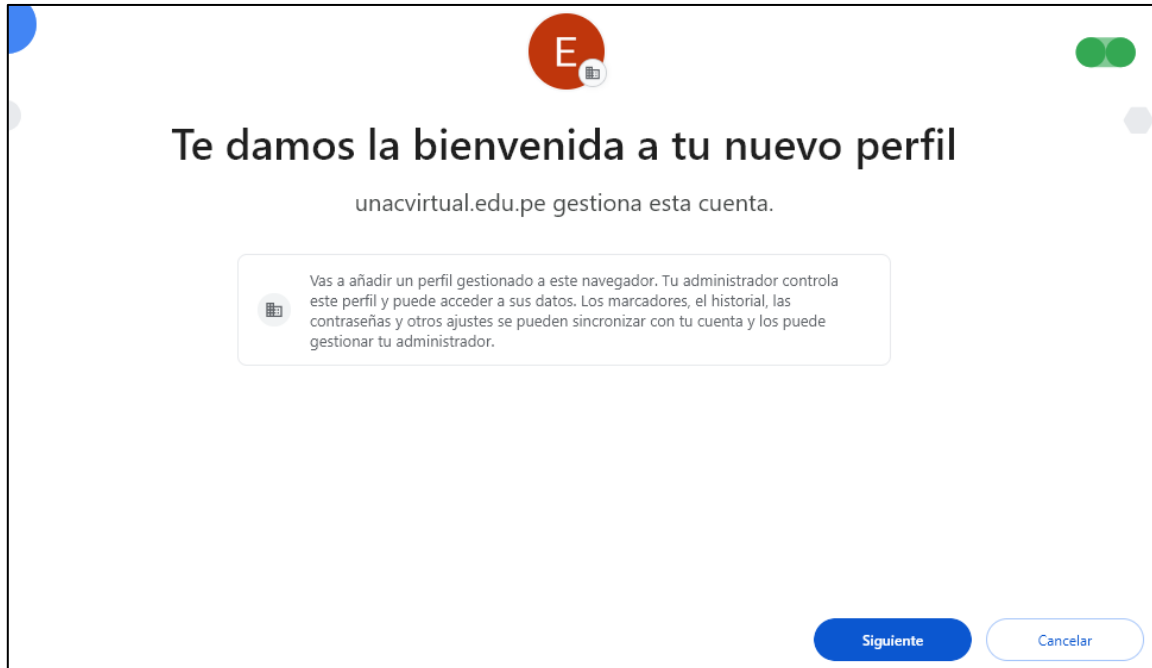 E
Te damos la bienvenida a tu nuevo perfil
unacvirtual.edu.pe gestiona esta cuenta.
Vas a añadir un perfil gestionado a este navegador. Tu administrador controla
este perfil y puede acceder a sus datos. Los marcadores, el historial, las
contraseñas y otros ajustes se pueden sincronizar con tu cuenta y los puede
gestionar tu administrador.
Siguiente
Cancelar